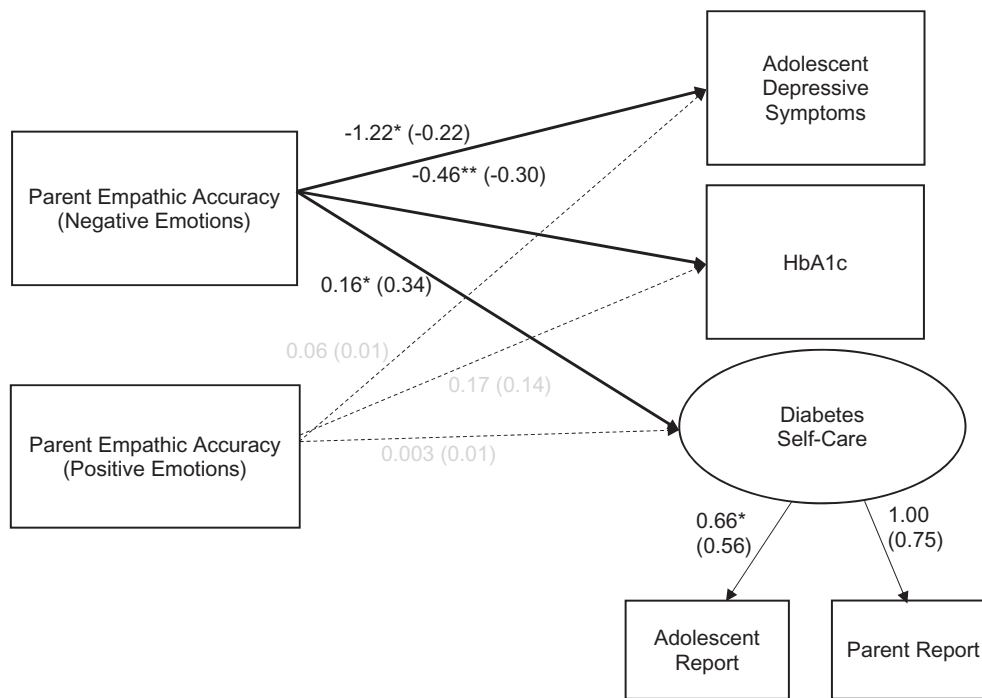 Adolescent
Depressive
Symptoms
-1.22* (-0.22)
-0.46** (-0.30)
Parent Empathic Accuracy
(Negative Emotions)
HbA1c
0.16* (0.34)
0.06 (0.01)
0.17 (0.14)
Parent Empathic Accuracy
(Positive Emotions)
0.003 (0.01)
Diabetes
Self-Care
0.66*
(0.56)
1.00
(0.75)
Adolescent
Report
Parent Report